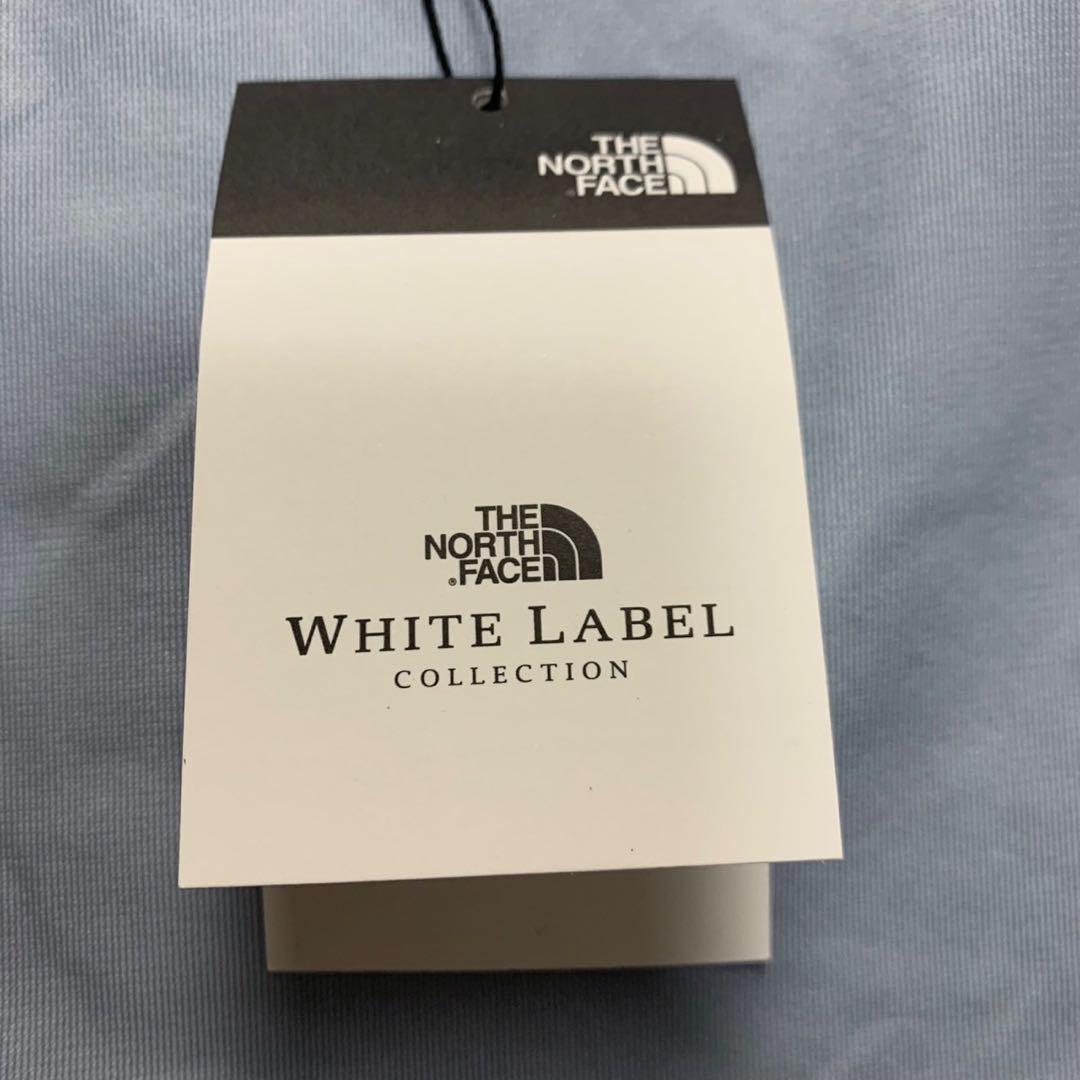 THE
NORTH
FACE
THE
NORTH
FACE
WHITE LABEL
COLLECTION